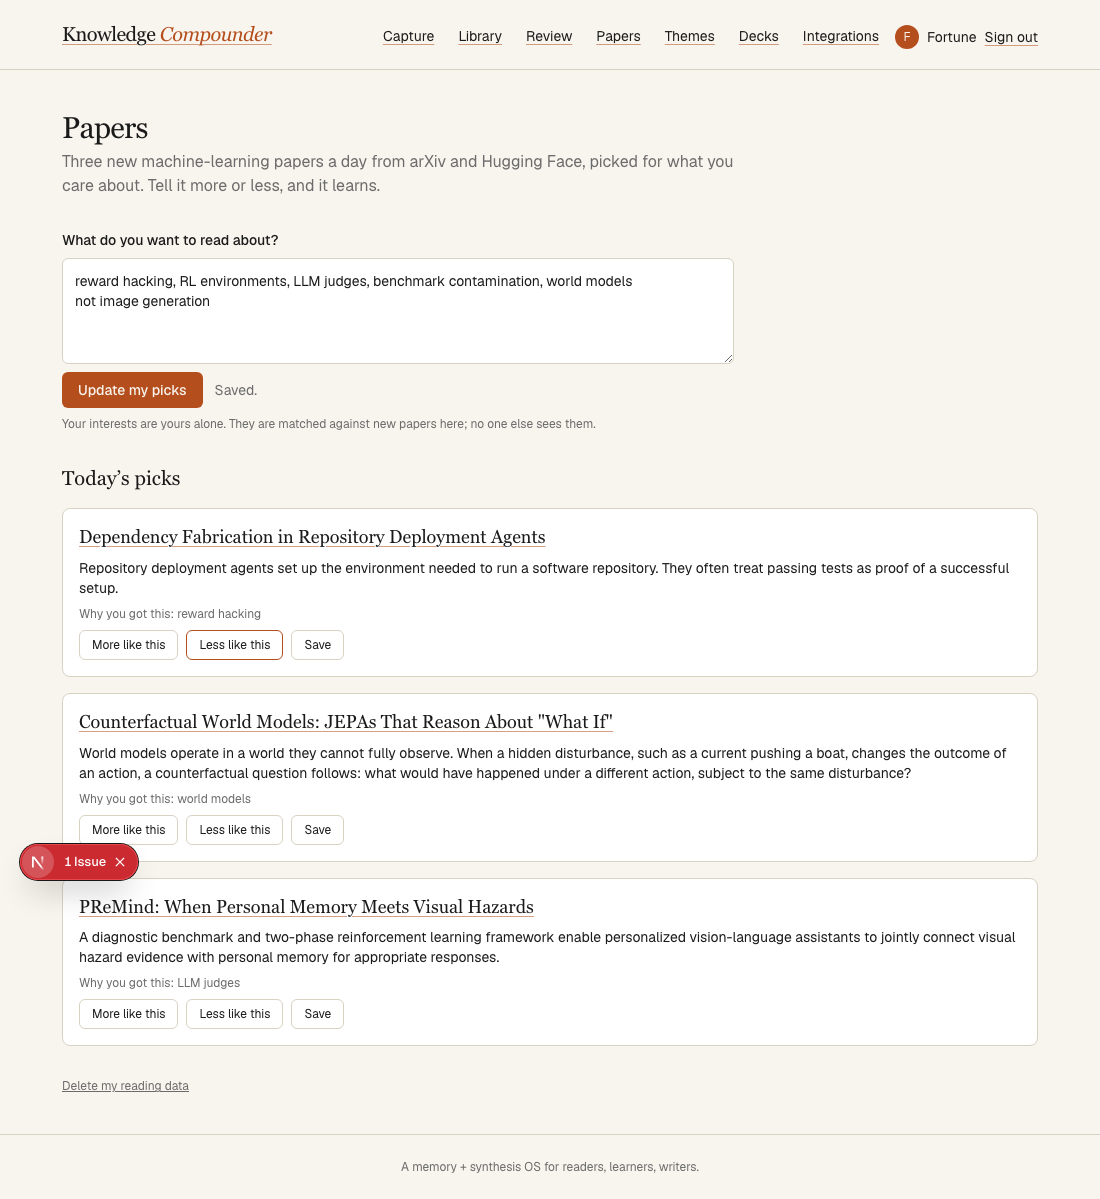 Knowledge Compounder
Capture Library Review Papers Themes Decks Integrations F Fortune Sign out
Papers
Three new machine-learning papers a day from arXiv and Hugging Face, picked for what you
care about. Tell it more or less, and it learns.
What do you want to read about?
reward hacking, RL environments, LLM judges, benchmark contamination, world models
not image generation
Update my picks Saved.
Your interests are yours alone. They are matched against new papers here; no one else sees them.
Today’s picks
Dependency Fabrication in Repository Deployment Agents
Repository deployment agents set up the environment needed to run a software repository. They often treat passing tests as proof of a successful
setup.
Why you got this: reward hacking
More like this Less like this Save
Counterfactual World Models: JEPAs That Reason About "What If"
World models operate in a world they cannot fully observe. When a hidden disturbance, such as a current pushing a boat, changes the outcome of
an action, a counterfactual question follows: what would have happened under a different action, subject to the same disturbance?
Why you got this: world models
More like this Less like this Save
N 1 Issue
PReMind: When Personal Memory Meets Visual Hazards
A diagnostic benchmark and two-phase reinforcement learning framework enable personalized vision-language assistants to jointly connect visual
hazard evidence with personal memory for appropriate responses.
Why you got this: LLM judges
More like this Less like this Save
Delete my reading data
A memory + synthesis OS for readers, learners, writers.